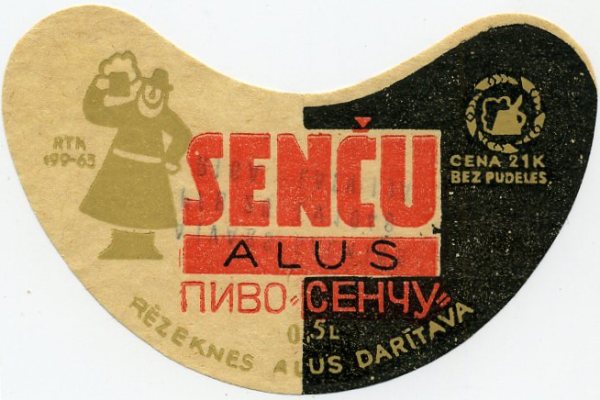 RTK
199-63
CENA 21K
BEZ PUDELES
SENČU
ALUS
ПИВО „СЕНЧУ"
0,5L
RĒZEKNES ALUS DARĪTAVA